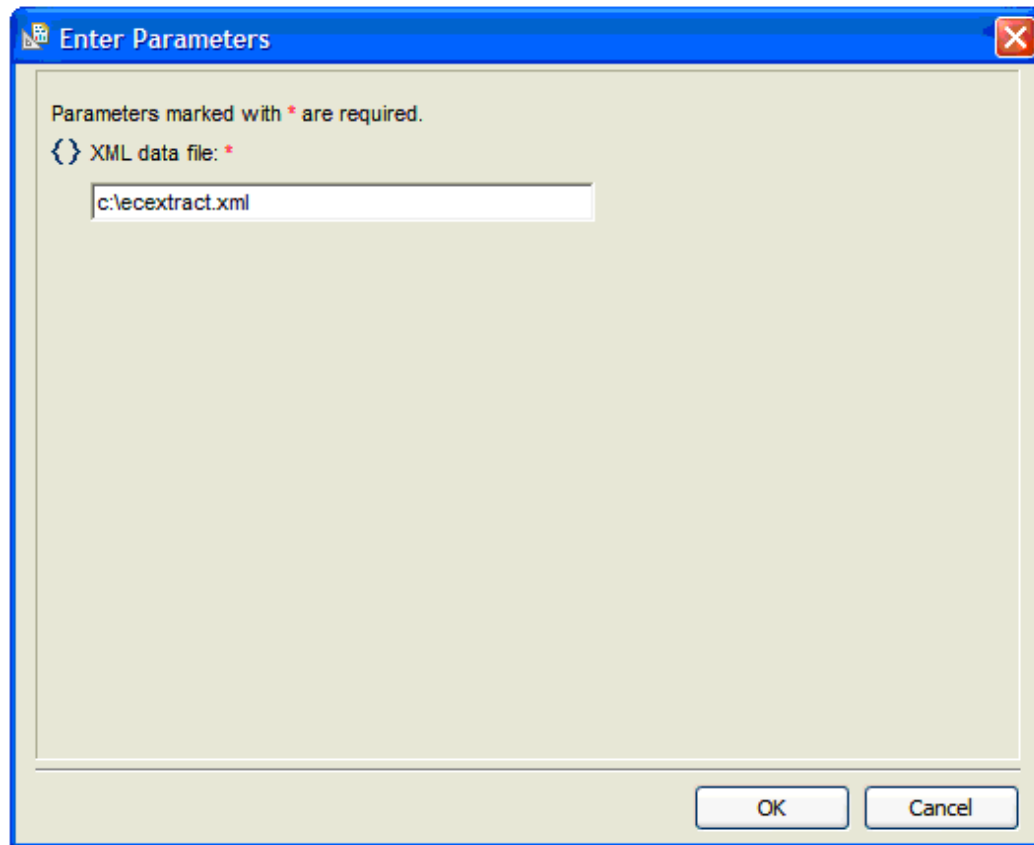 Enter Parameters
Parameters marked with * are required.
{} XML data file: *
c:\ecextract.xml
OK Cancel